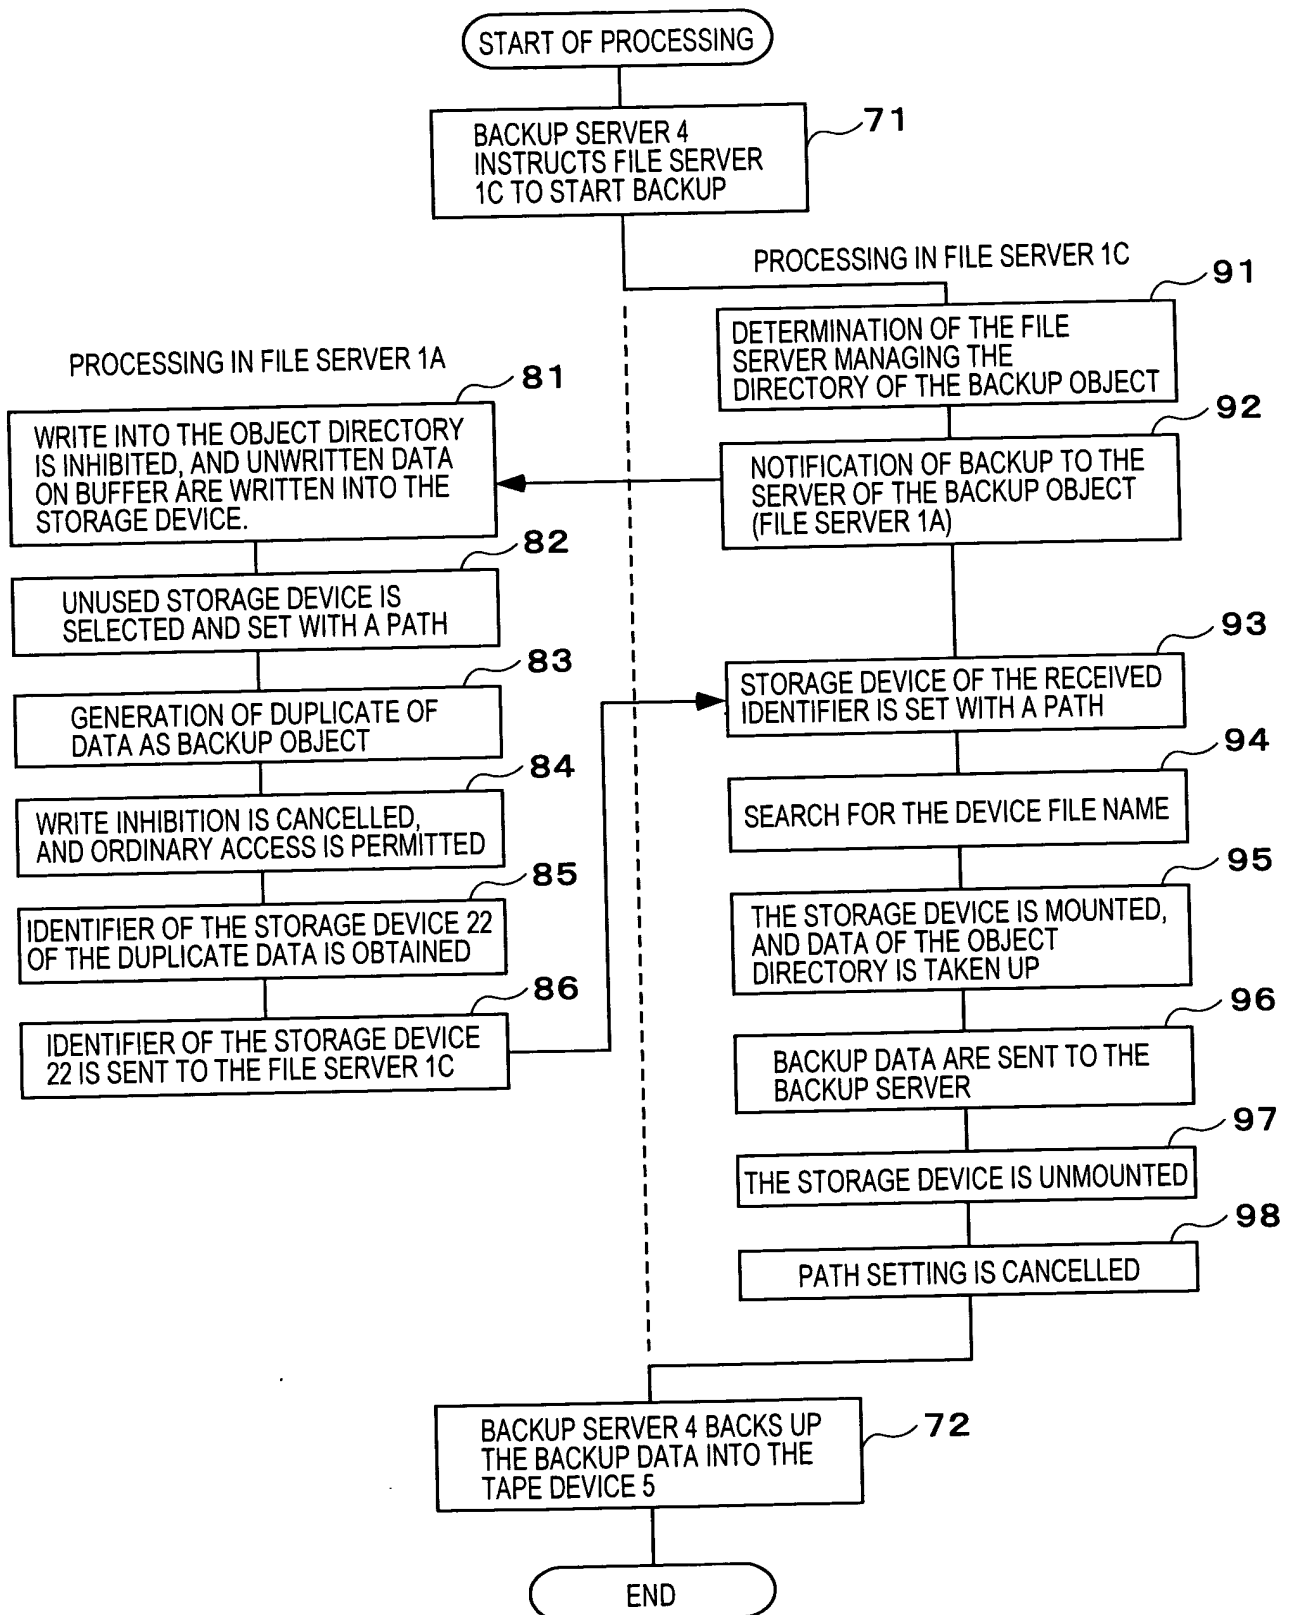 START OF PROCESSING
BACKUP SERVER 4
INSTRUCTS FILE SERVER
1C TO START BACKUP
71
PROCESSING IN FILE SERVER 1C
91
DETERMINATION OF THE FILE
SERVER MANAGING THE
DIRECTORY OF THE BACKUP OBJECT
92
NOTIFICATION OF BACKUP TO THE
SERVER OF THE BACKUP OBJECT
(FILE SERVER 1A)
PROCESSING IN FILE SERVER 1A
81
WRITE INTO THE OBJECT DIRECTORY
IS INHIBITED, AND UNWRITTEN DATA
ON BUFFER ARE WRITTEN INTO THE
STORAGE DEVICE.
82
UNUSED STORAGE DEVICE IS
SELECTED AND SET WITH A PATH
83
GENERATION OF DUPLICATE OF
DATA AS BACKUP OBJECT
84
WRITE INHIBITION IS CANCELLED,
AND ORDINARY ACCESS IS PERMITTED
85
IDENTIFIER OF THE STORAGE DEVICE 22
OF THE DUPLICATE DATA IS OBTAINED
86
IDENTIFIER OF THE STORAGE DEVICE
22 IS SENT TO THE FILE SERVER 1C
93
STORAGE DEVICE OF THE RECEIVED
IDENTIFIER IS SET WITH A PATH
94
SEARCH FOR THE DEVICE FILE NAME
95
THE STORAGE DEVICE IS MOUNTED,
AND DATA OF THE OBJECT
DIRECTORY IS TAKEN UP
96
BACKUP DATA ARE SENT TO THE
BACKUP SERVER
97
THE STORAGE DEVICE IS UNMOUNTED
98
PATH SETTING IS CANCELLED
BACKUP SERVER 4 BACKS UP
THE BACKUP DATA INTO THE
TAPE DEVICE 5
72
END